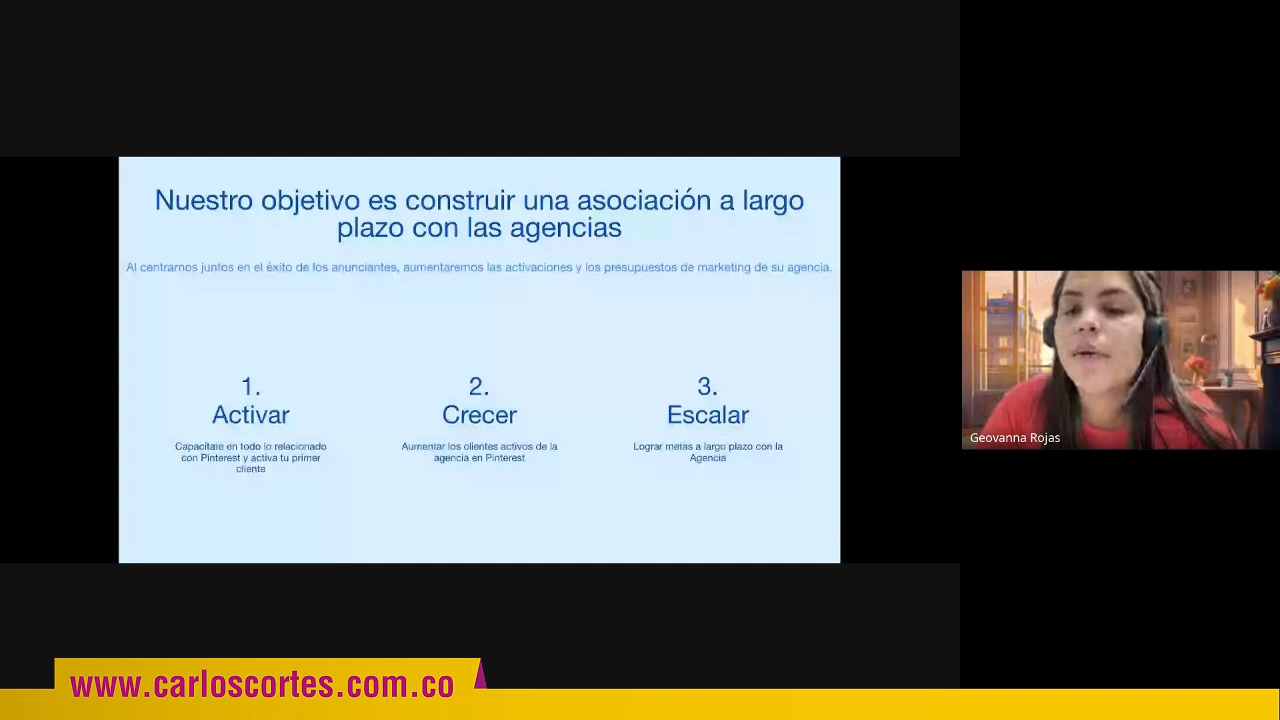 Nuestro objetivo es construir una asociación a largo
plazo con las agencias
Al centrarnos juntos en el éxito de los anunciantes, aumentaremos las activaciones y los presupuestos de marketing de su agencia.
1.
Activar
Capacítate en todo lo relacionado
con Pinterest y activa tu primer
cliente
2.
Crecer
Aumentar los clientes activos de la
agencia en Pinterest
3.
Escalar
Lograr metas a largo plazo con la
Agencia
Geovanna Rojas
www.carloscortes.com.co